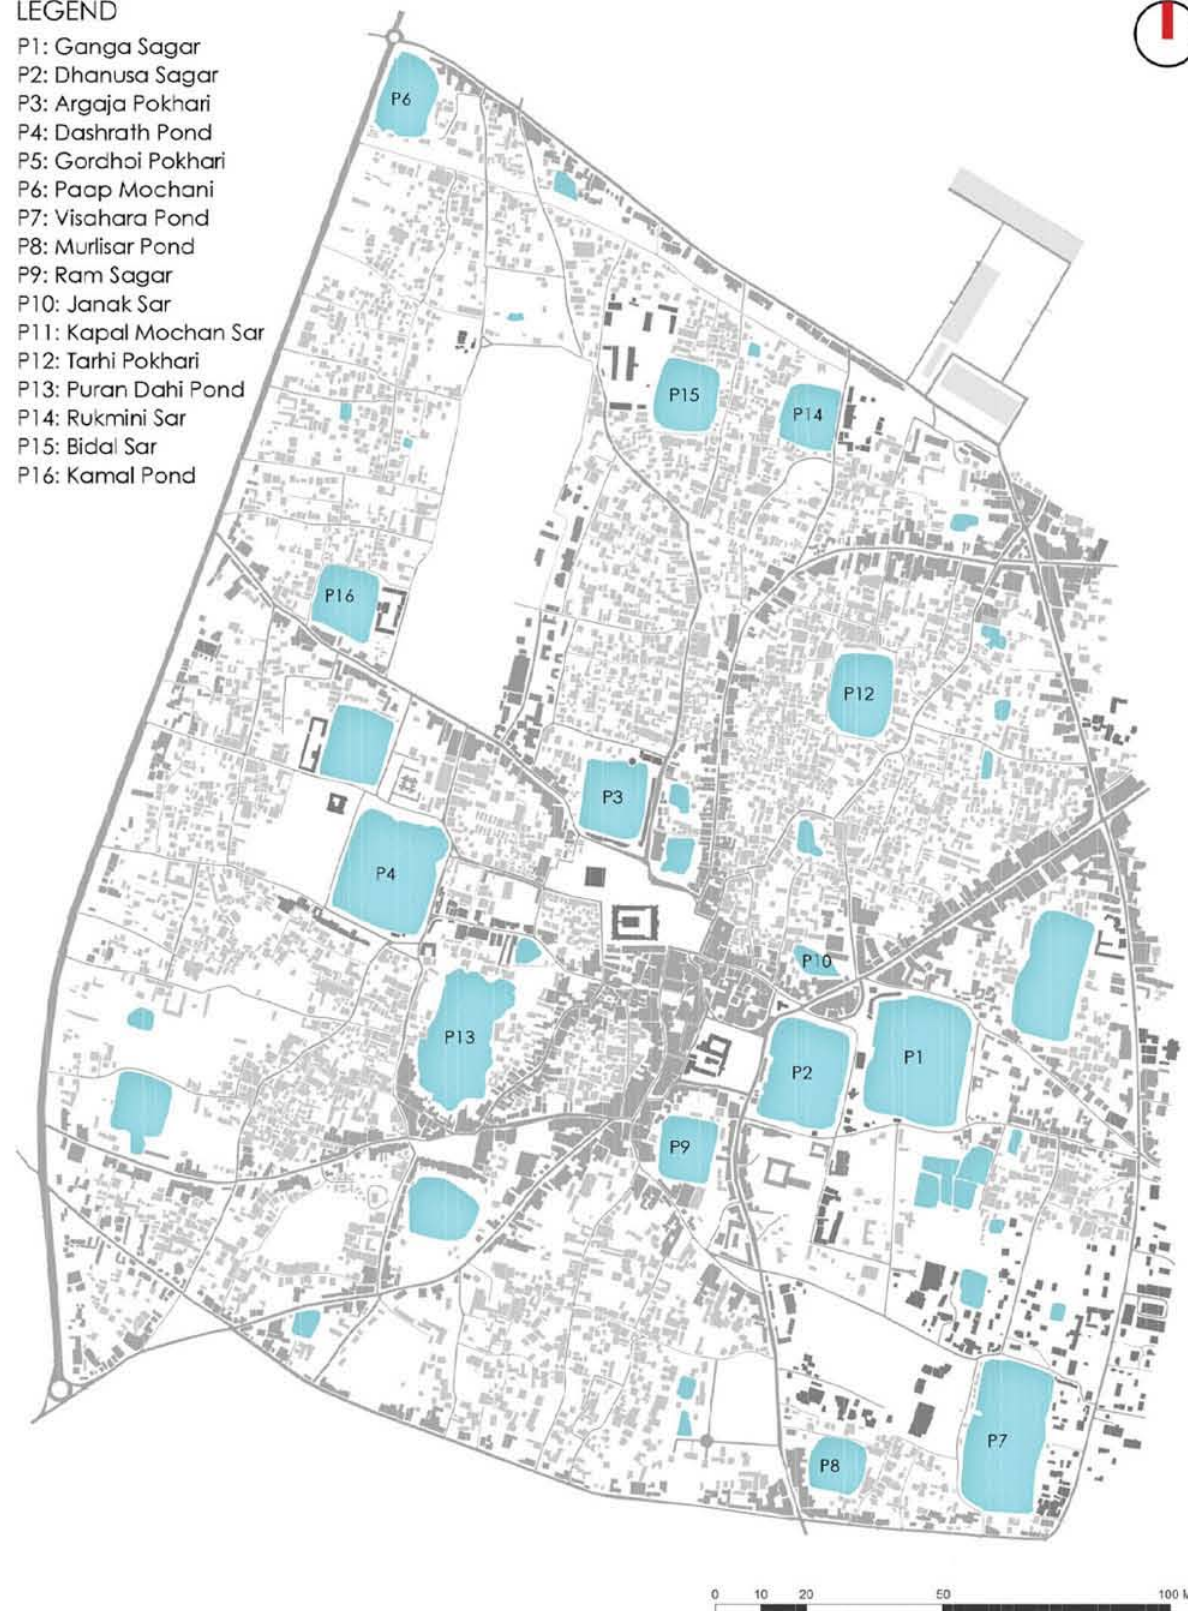 LEGEND
P1: Ganga Sagar
P2: Dhanusa Sagar
P3: Argaja Pokhari
P4: Dashrath Pond
P5: Gordhoi Pokhari
P6: Paap Mochani
P7: Visahara Pond
P8: Murlisar Pond
P9: Ram Sagar
P10: Janak Sar
P11: Kapal Mochan Sar
P12: Tarhi Pokhari
P13: Puran Dahi Pond
P14: Rukmini Sar
P15: Bidal Sar
P16: Kamal Pond
P6
P15
P14
P16
P12
P3
P4
P10
P13
P1
P2
P9
P7
P8
0 10 20 50 100 M